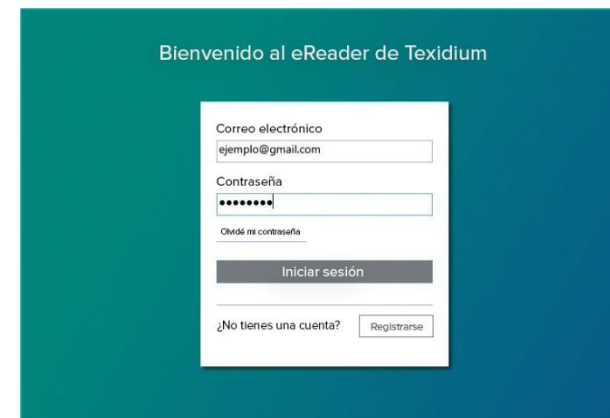 Bienvenido al eReader de Texidium
Correo electrónico
ejemplo@gmail.com
Contraseña
••••••••
Olvidé mi contraseña
Iniciar sesión
¿No tienes una cuenta? Registrarse